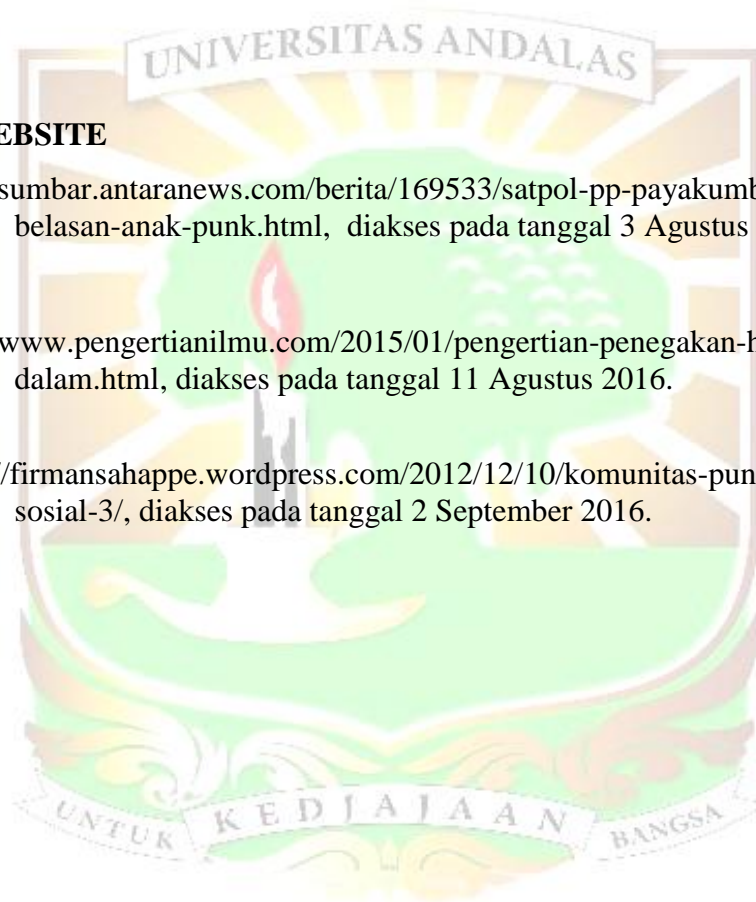 UNIVERSITAS ANDALAS
EBSITE
sumbar.antaranews.com/berita/169533/satpol-pp-payakumb
belasan-anak-punk.html, diakses pada tanggal 3 Agustus
www.pengertianilmu.com/2015/01/pengertian-penegakan-h
dalam.html, diakses pada tanggal 11 Agustus 2016.
//firmansahappe.wordpress.com/2012/12/10/komunitas-pun
sosial-3/, diakses pada tanggal 2 September 2016.
UNTUK KEDJAJAAN BANGSA